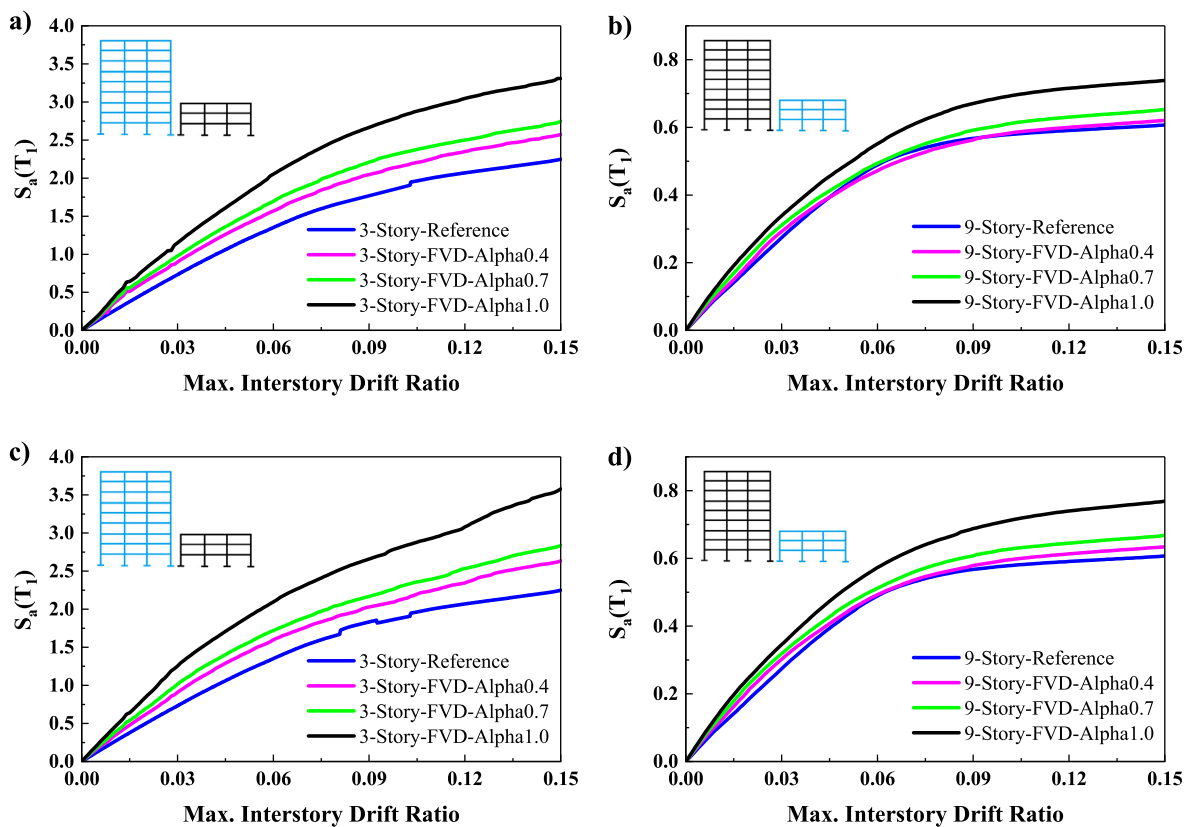 a)
4.0
3.5
3.0
2.5
2.0
1.5
1.0
0.5
0.0
Sa(T1)
3-Story-Reference
3-Story-FVD-Alpha0.4
3-Story-FVD-Alpha0.7
3-Story-FVD-Alpha1.0
0.00 0.03 0.06 0.09 0.12 0.15
Max. Interstory Drift Ratio
b)
0.8
0.6
0.4
0.2
0.0
Sa(T1)
9-Story-Reference
9-Story-FVD-Alpha0.4
9-Story-FVD-Alpha0.7
9-Story-FVD-Alpha1.0
0.00 0.03 0.06 0.09 0.12 0.15
Max. Interstory Drift Ratio
c)
4.0
3.5
3.0
2.5
2.0
1.5
1.0
0.5
0.0
Sa(T1)
3-Story-Reference
3-Story-FVD-Alpha0.4
3-Story-FVD-Alpha0.7
3-Story-FVD-Alpha1.0
0.00 0.03 0.06 0.09 0.12 0.15
Max. Interstory Drift Ratio
d)
0.8
0.6
0.4
0.2
0.0
Sa(T1)
9-Story-Reference
9-Story-FVD-Alpha0.4
9-Story-FVD-Alpha0.7
9-Story-FVD-Alpha1.0
0.00 0.03 0.06 0.09 0.12 0.15
Max. Interstory Drift Ratio